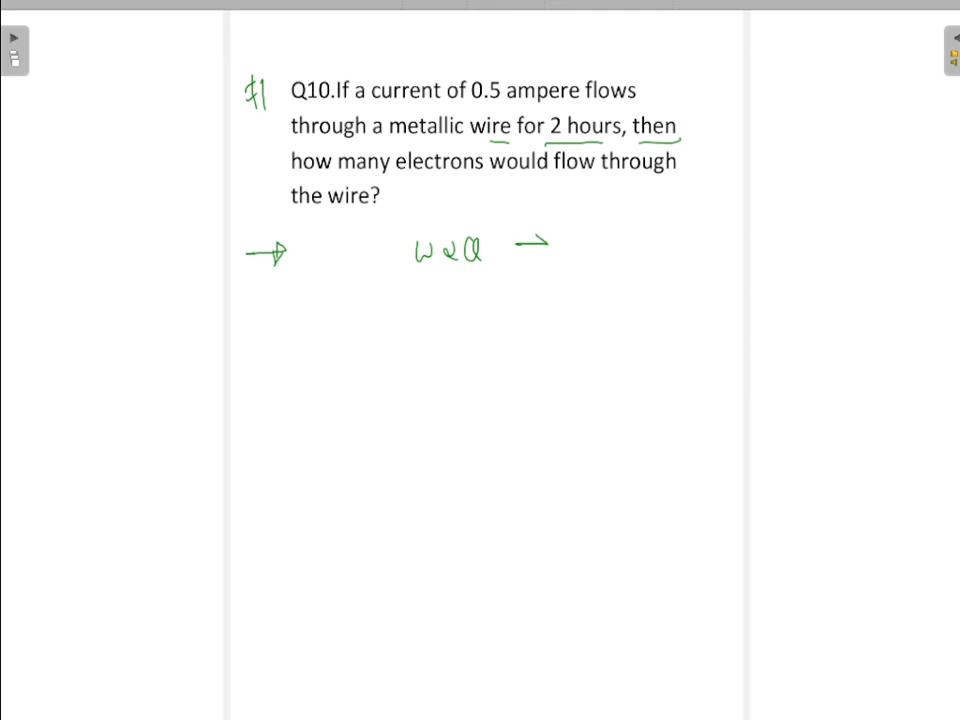 #1 Q10.If a current of 0.5 ampere flows
through a metallic wire for 2 hours, then
how many electrons would flow through
the wire?
→ W α Q →